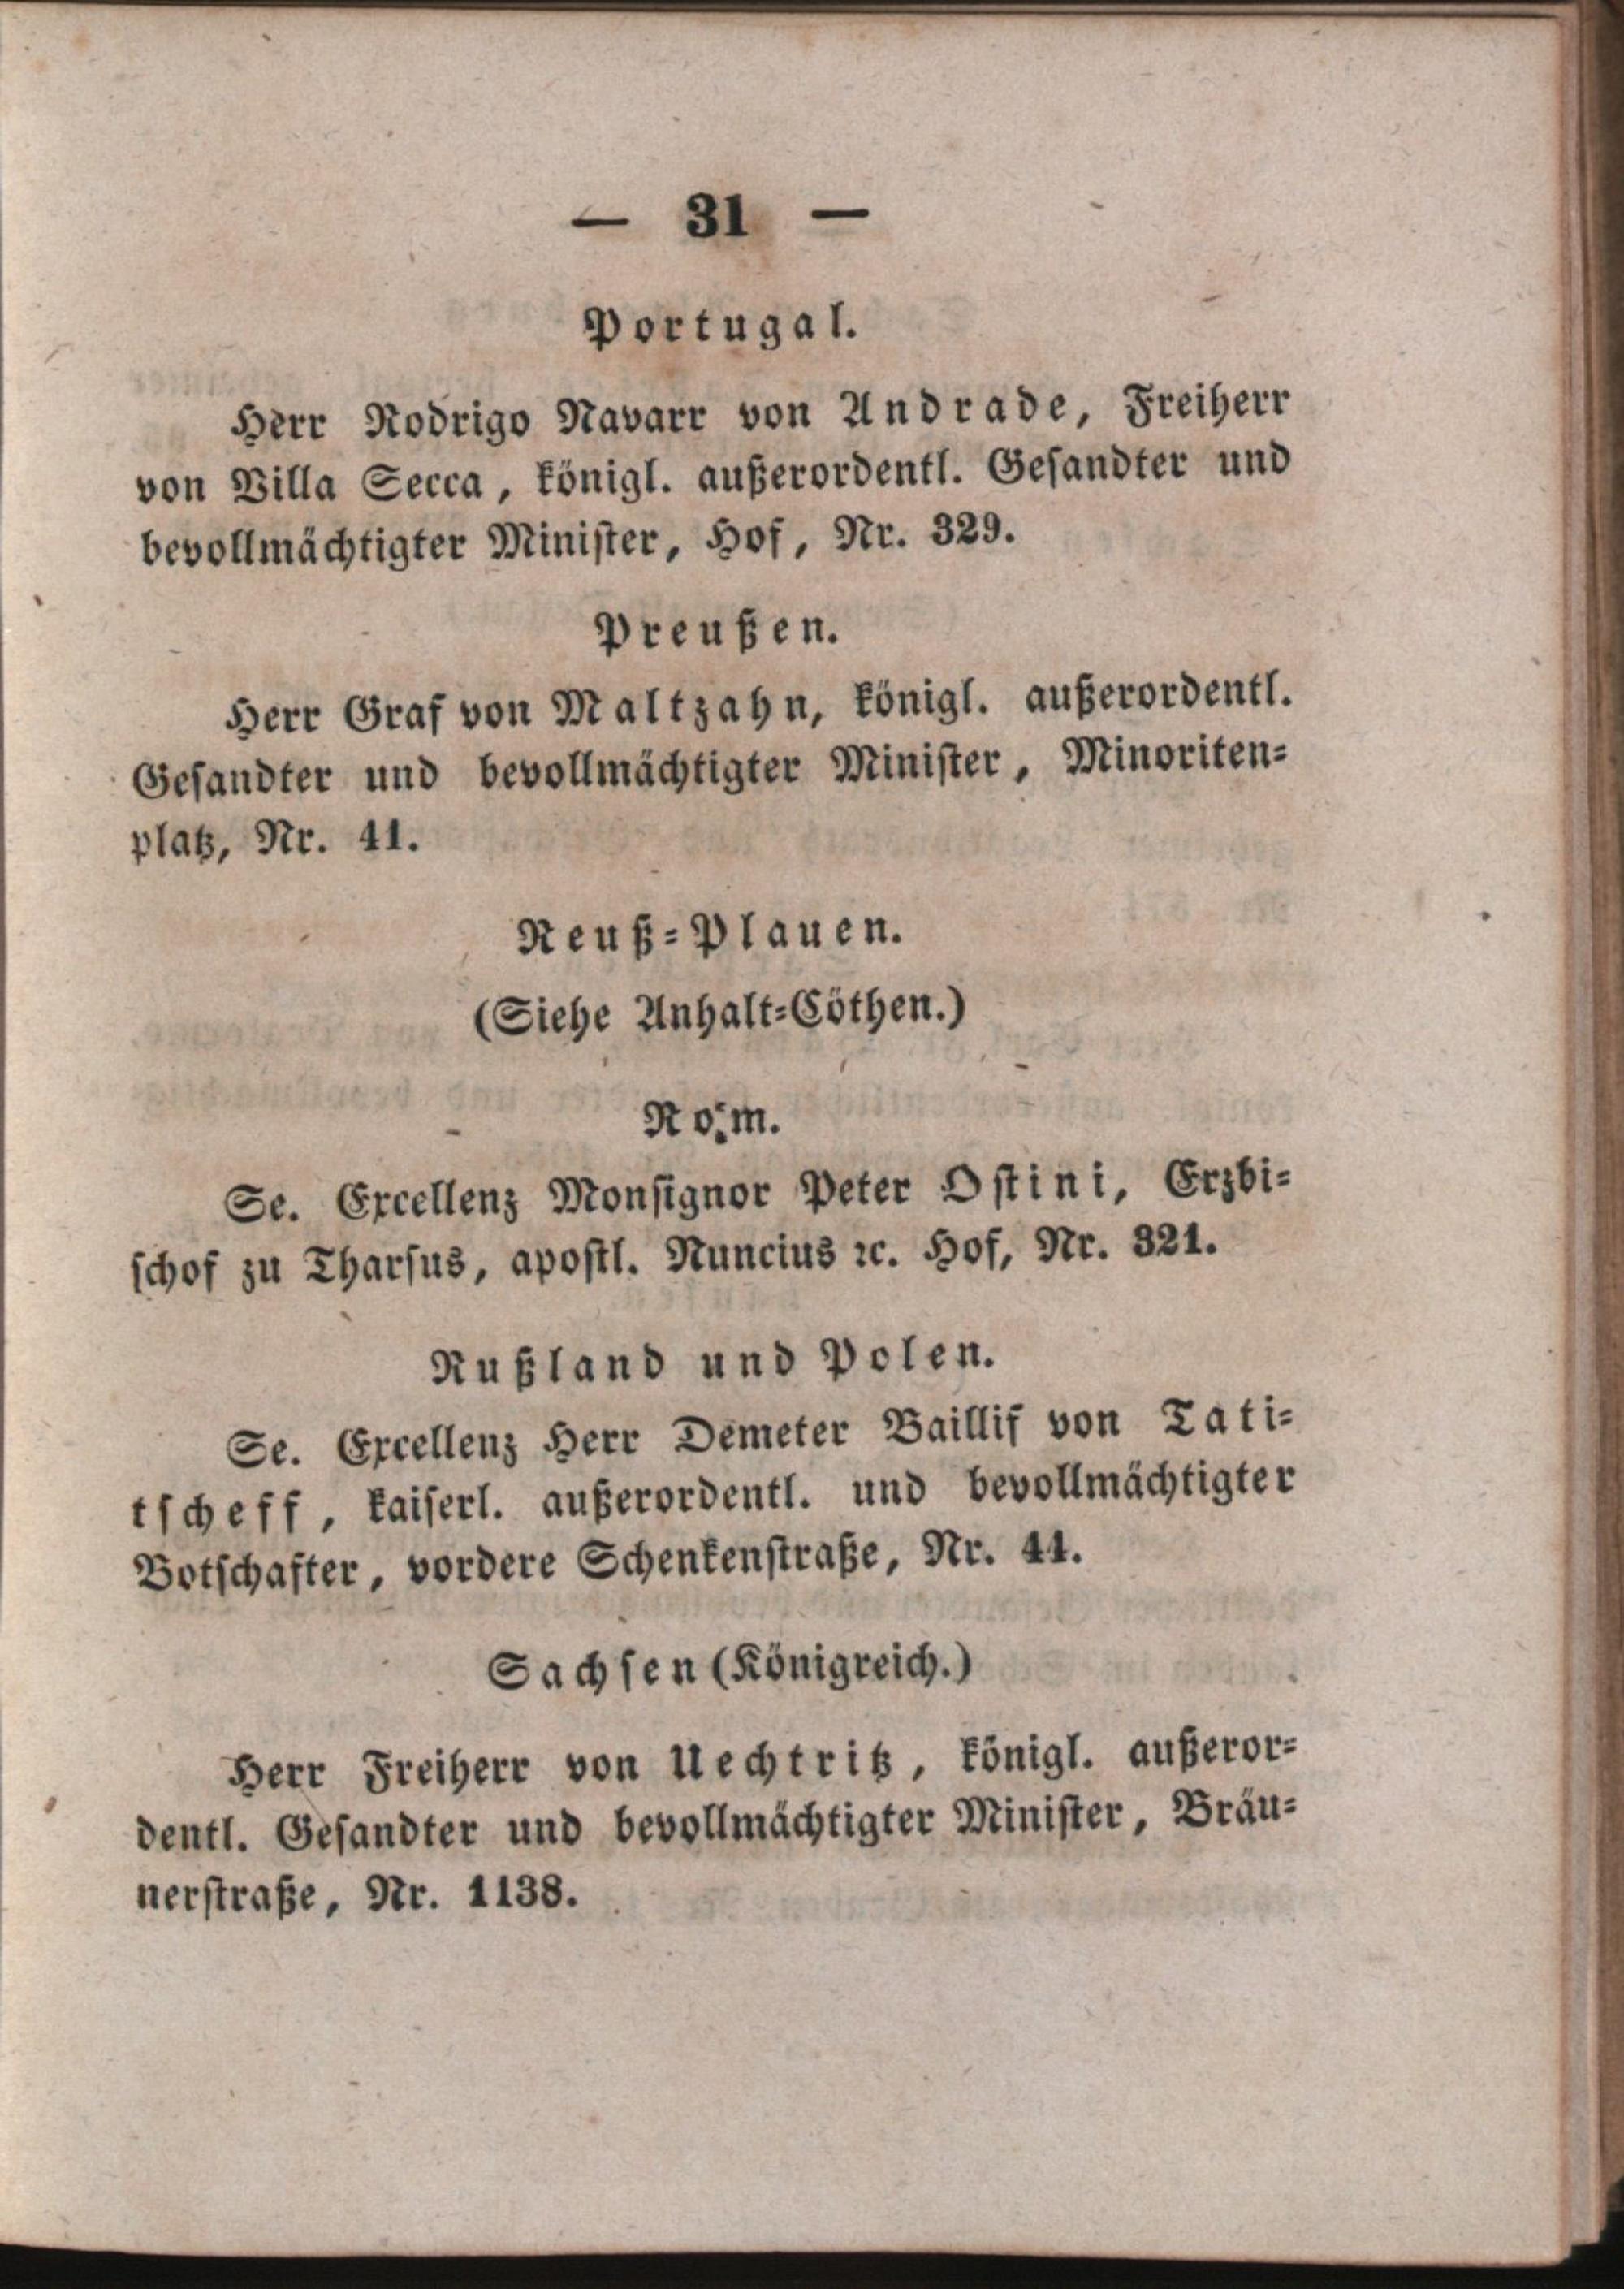 — 31 —
Portugal.
Herr Rodrigo Navarr von Andrade, Freiherr
von Villa Secca, königl. außerordentl. Gesandter und
bevollmächtigter Minister, Hof, Nr. 329.
Preußen.
Herr Graf von Maltzahn, königl. außerordentl.
Gesandter und bevollmächtigter Minister, Minoriten-
platz, Nr. 41.
Reuß-Plauen.
(Siehe Anhalt-Cöthen.)
Rom.
Se. Excellenz Monsignor Peter Ostini, Erzbi-
schof zu Tharsus, apostl. Nuncius ꝛc. Hof, Nr. 321.
Rußland und Polen.
Se. Excellenz Herr Demeter Baillif von Tati-
tscheff, kaiserl. außerordentl. und bevollmächtigter
Botschafter, vordere Schenkenstraße, Nr. 44.
Sachsen (Königreich.)
Herr Freiherr von Uechtritz, königl. außeror-
dentl. Gesandter und bevollmächtigter Minister, Bräu-
nerstraße, Nr. 1138.